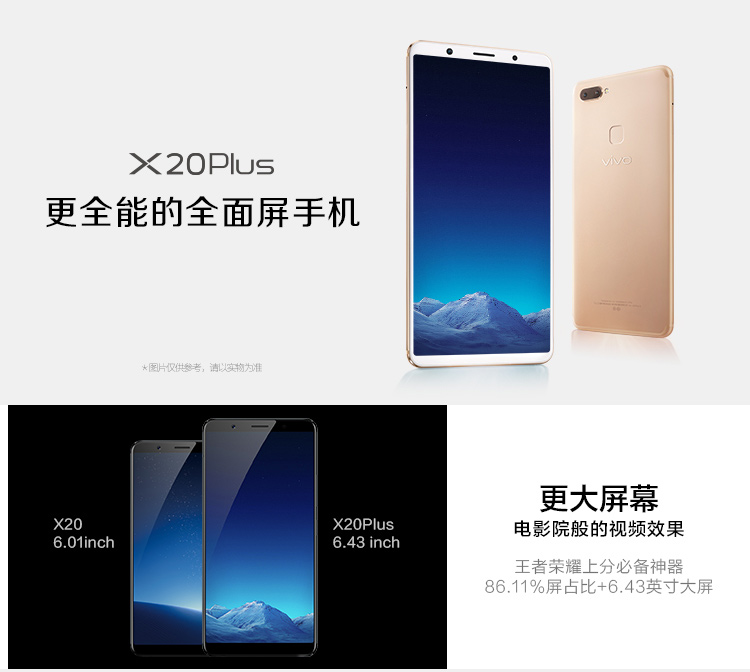 X20Plus
更全能的全面屏手机
vivo
*图片仅供参考，请以实物为准
X20
6.01inch
X20Plus
6.43 inch
更大屏幕
电影院般的视频效果
王者荣耀上分必备神器
86.11%屏占比+6.43英寸大屏